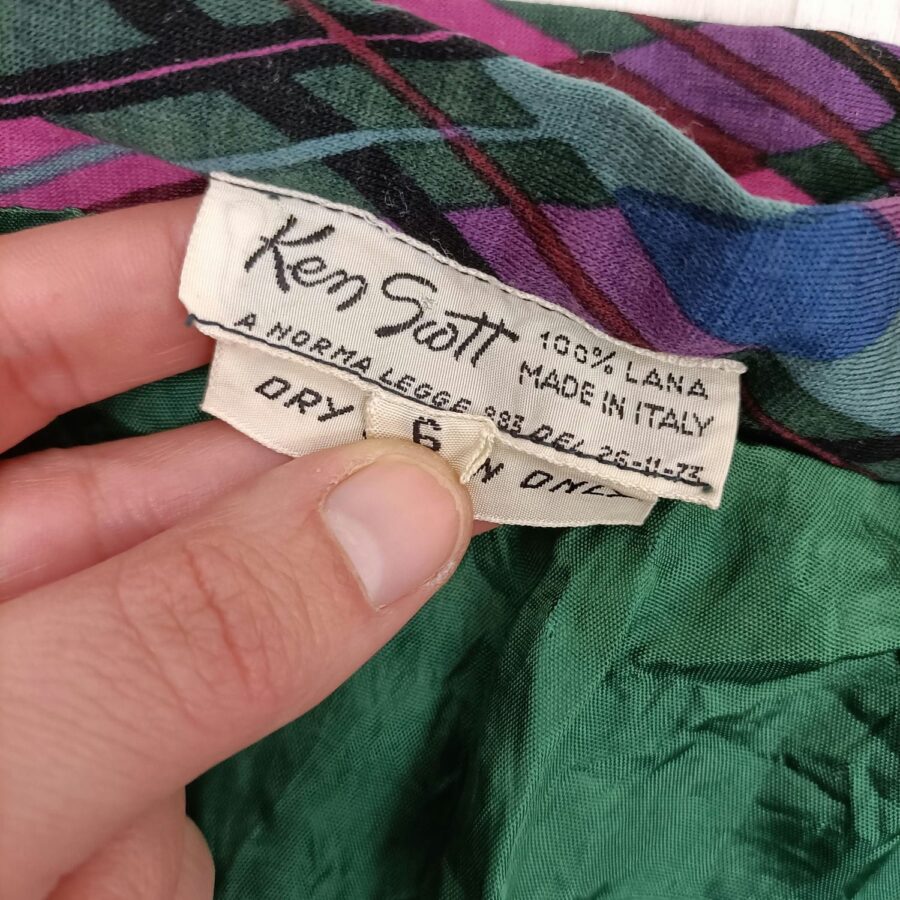 Ken Scott
100% LANA
MADE IN ITALY
A NORMA LEGGE 883 DEL 26-11-73
DRY
6
N ONLY